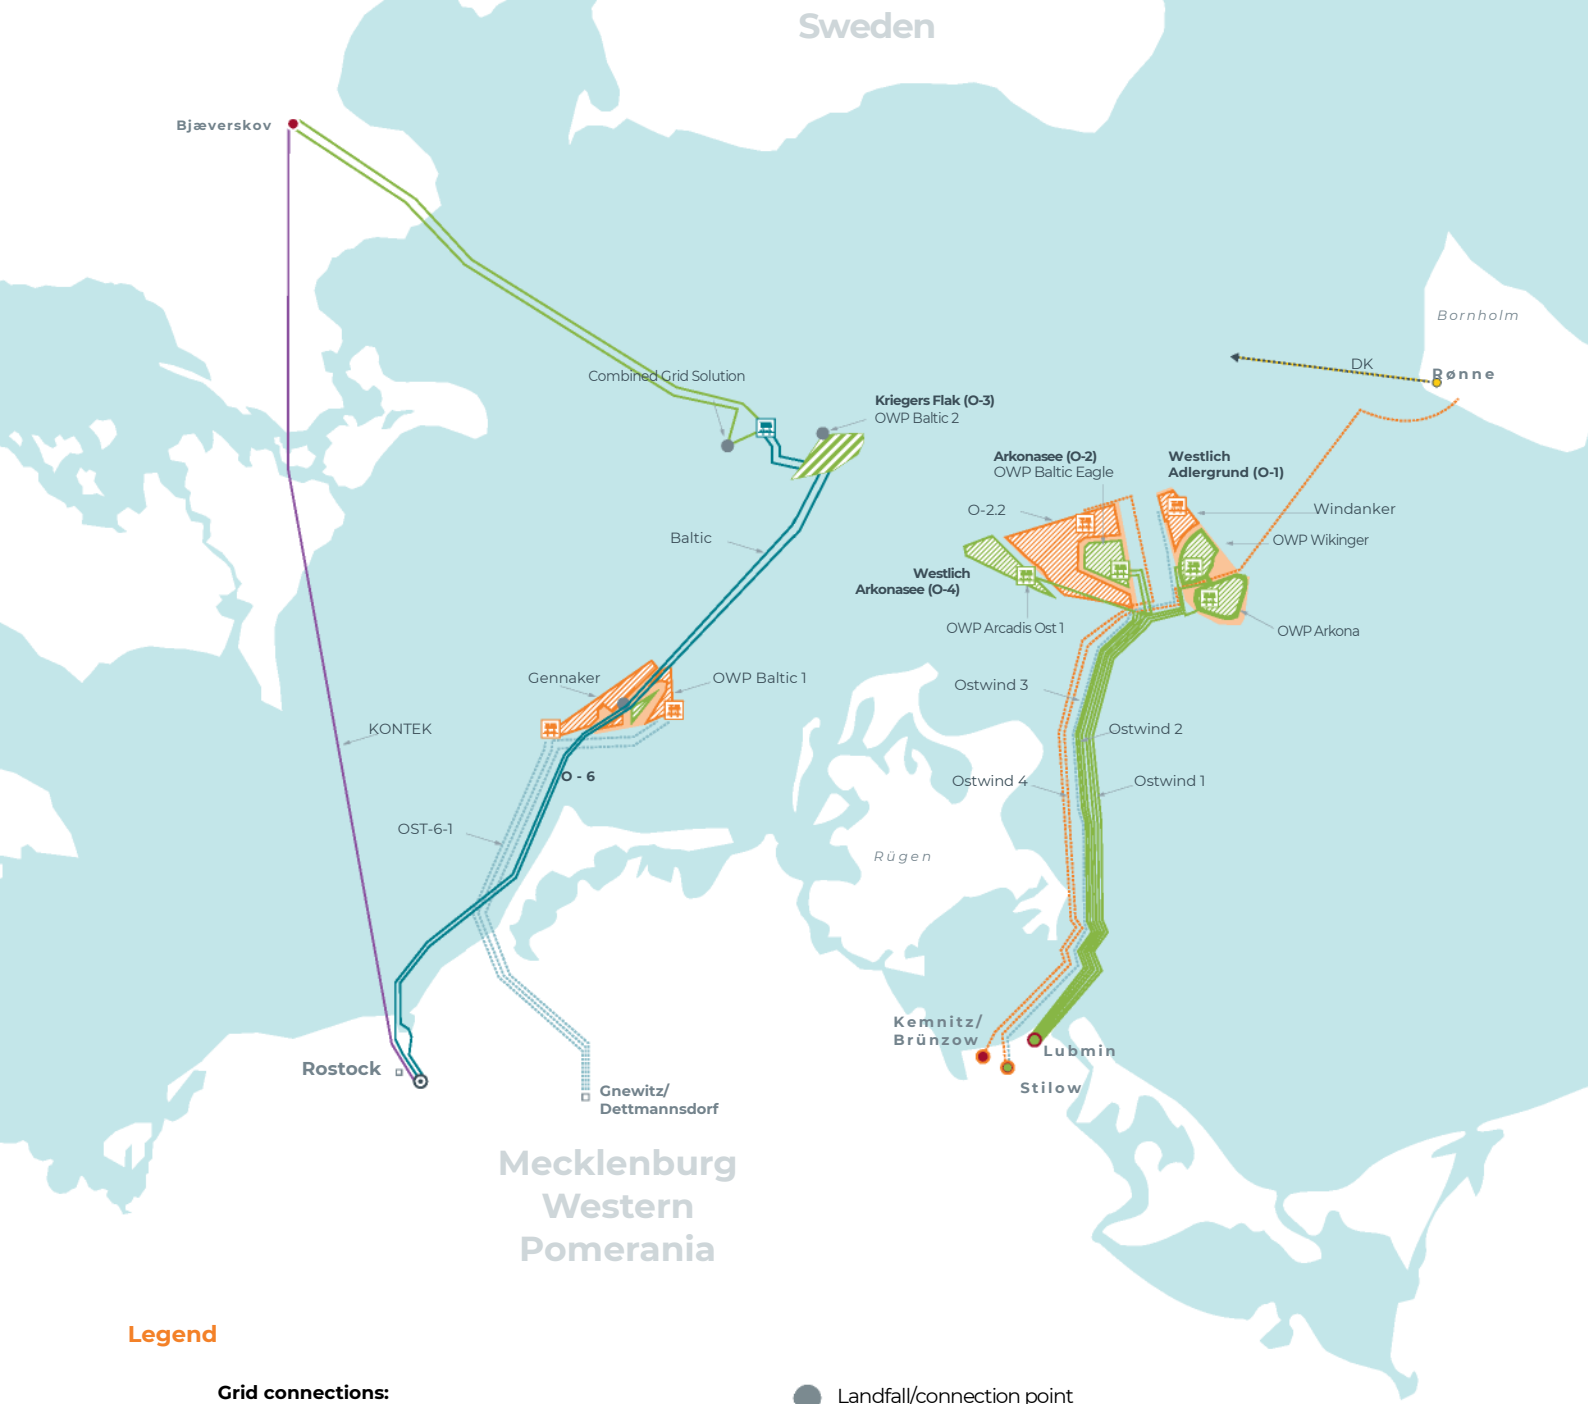 Sweden
Bjæverskov
Bornholm
DK
Rønne
Combined Grid Solution
Kriegers Flak (O-3)
OWP Baltic 2
Arkonasee (O-2)
OWP Baltic Eagle
Westlich
Adlergrund (O-1)
O-2.2
Windanker
Baltic
OWP Wikinger
Westlich
Arkonasee (O-4)
OWP Arcadis Ost 1
OWP Arkona
Gennaker
OWP Baltic 1
Ostwind 3
KONTEK
Ostwind 2
O - 6
Ostwind 4
Ostwind 1
OST-6-1
Rügen
Kemnitz/
Brünzow
Lubmin
Rostock
Stilow
Gnewitz/
Dettmannsdorf
Mecklenburg
Western
Pomerania
Legend
Grid connections:
Landfall/connection point